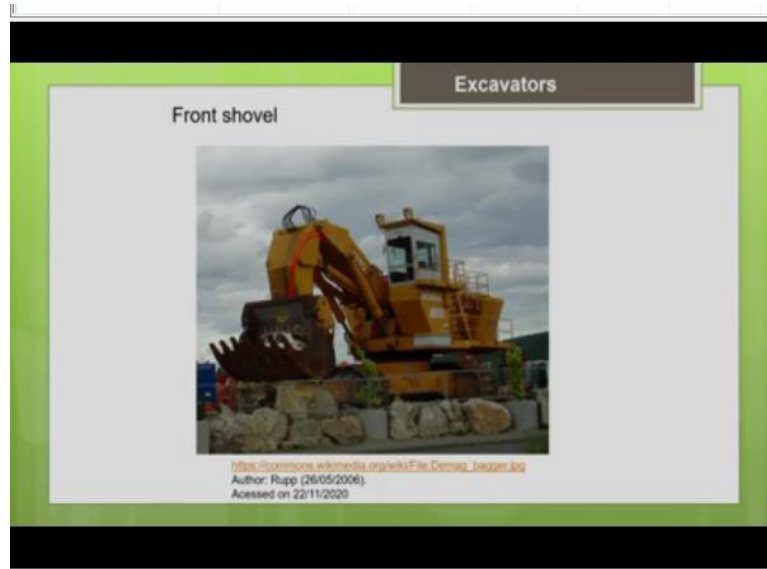 Excavators
Front shovel
https://commons.wikimedia.org/wiki/File:Demag_bagger.jpg
Author: Rupp (26/05/2006).
Acessed on 22/11/2020